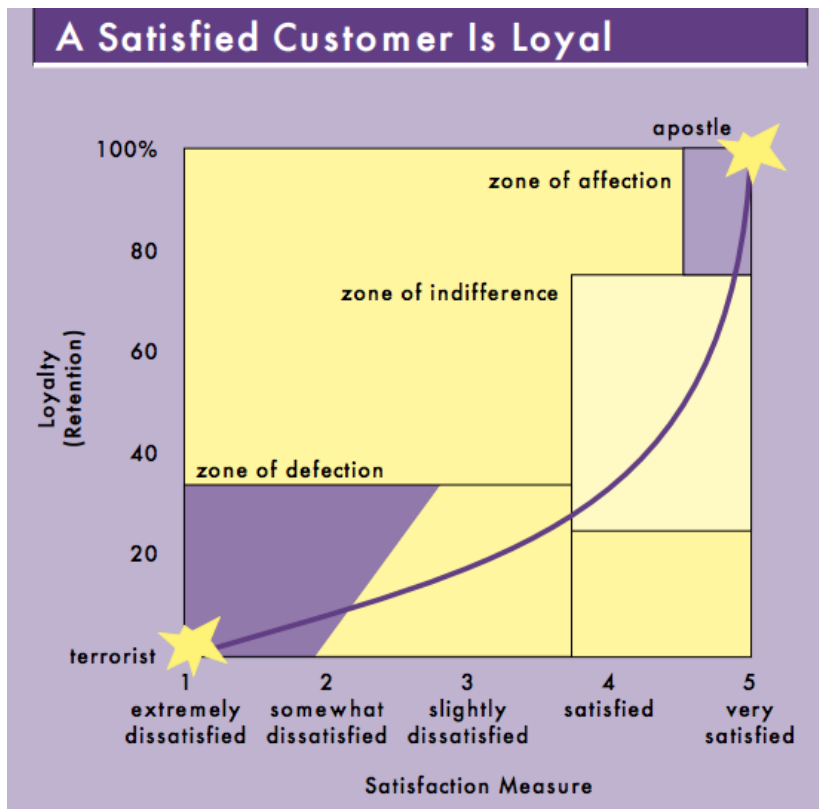 A Satisfied Customer Is Loyal
apostle
100%
zone of affection
80
zone of indifference
60
Loyalty
(Retention)
40
zone of defection
20
terrorist
1
extremely
dissatisfied
2
somewhat
dissatisfied
3
slightly
dissatisfied
4
satisfied
5
very
satisfied
Satisfaction Measure